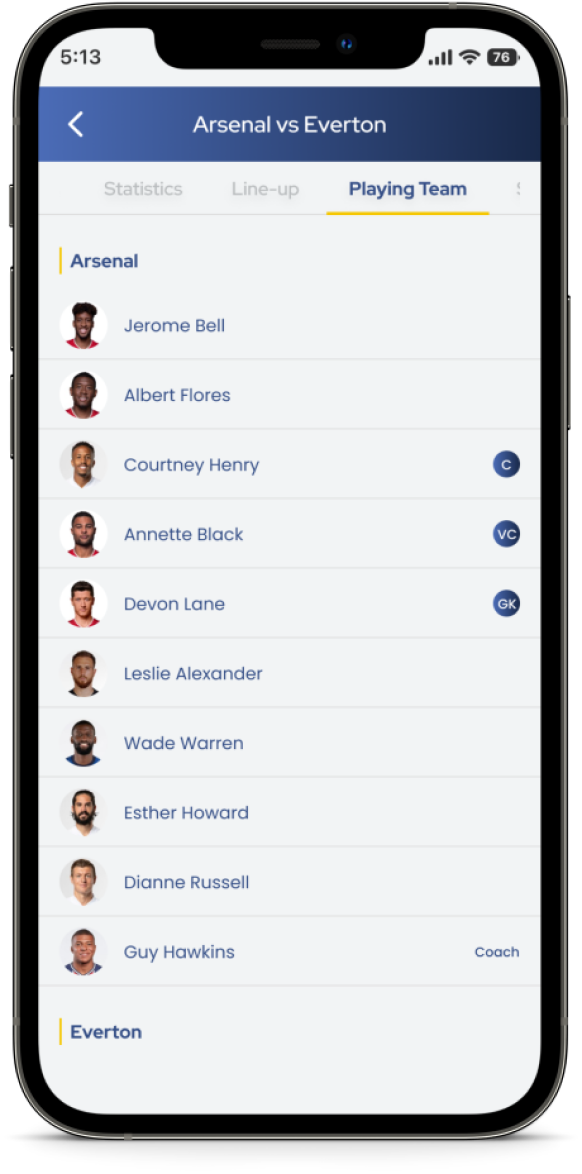 5:13
76
Arsenal vs Everton
Statistics Line-up Playing Team
Arsenal
Jerome Bell
Albert Flores
Courtney Henry C
Annette Black VC
Devon Lane GK
Leslie Alexander
Wade Warren
Esther Howard
Dianne Russell
Guy Hawkins Coach
Everton